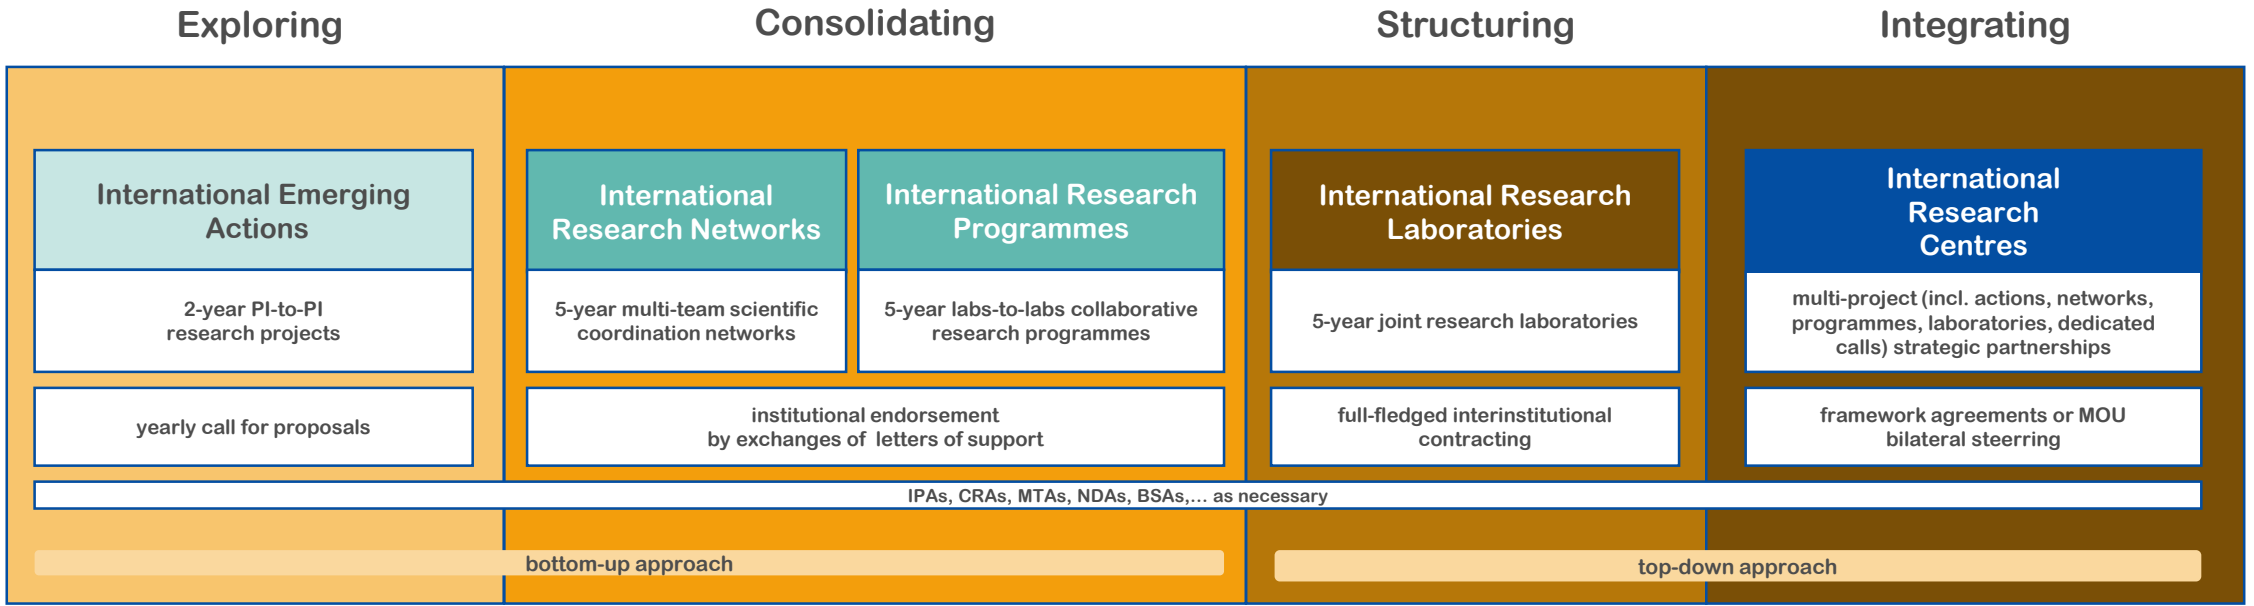 Exploring
Consolidating
Structuring
Integrating
International Emerging
Actions
2-year PI-to-PI
research projects
yearly call for proposals
International
Research Networks
5-year multi-team scientific
coordination networks
International Research
Programmes
5-year labs-to-labs collaborative
research programmes
institutional endorsement
by exchanges of letters of support
International Research
Laboratories
5-year joint research laboratories
full-fledged interinstitutional
contracting
International
Research
Centres
multi-project (incl. actions, networks,
programmes, laboratories, dedicated
calls) strategic partnerships
framework agreements or MOU
bilateral steerring
IPAs, CRAs, MTAs, NDAs, BSAs,... as necessary
bottom-up approach
top-down approach